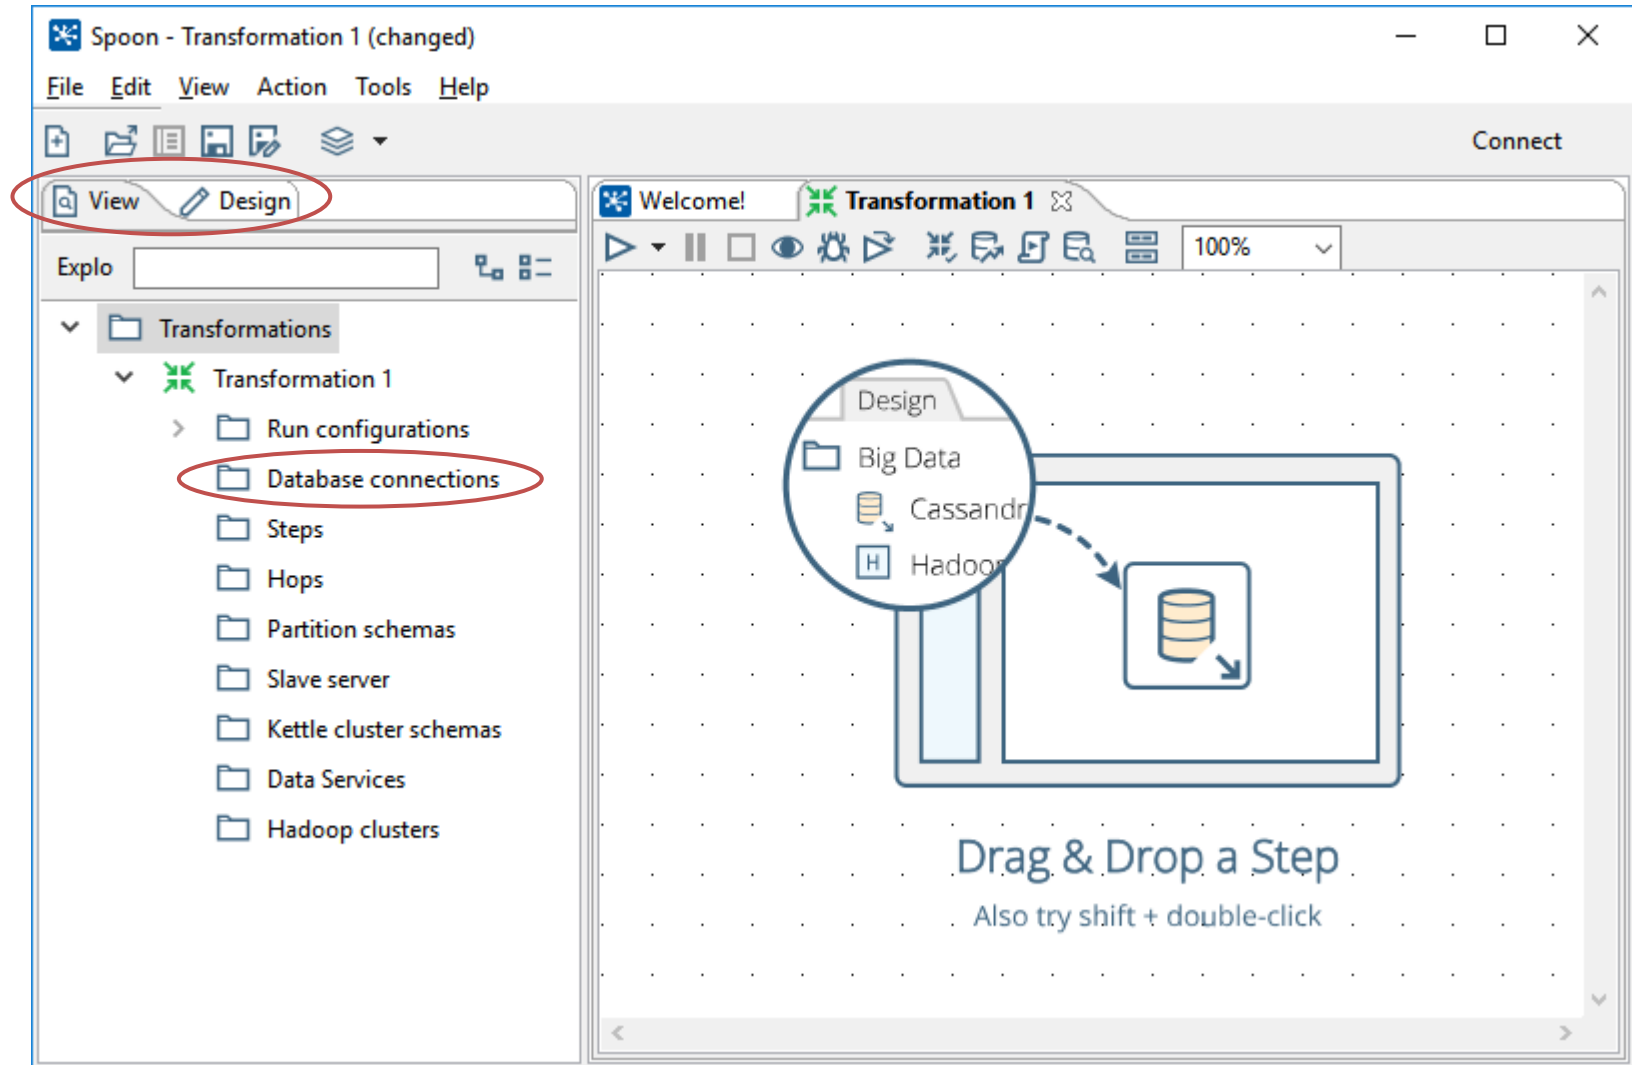 Spoon - Transformation 1 (changed)
File Edit View Action Tools Help
Connect
View Design
Explo
Transformations
Transformation 1
Run configurations
Database connections
Steps
Hops
Partition schemas
Slave server
Kettle cluster schemas
Data Services
Hadoop clusters
Welcome! Transformation 1
100%
Design
Big Data
Cassandr
H Hadoop
Drag & Drop a Step
Also try shift + double-click